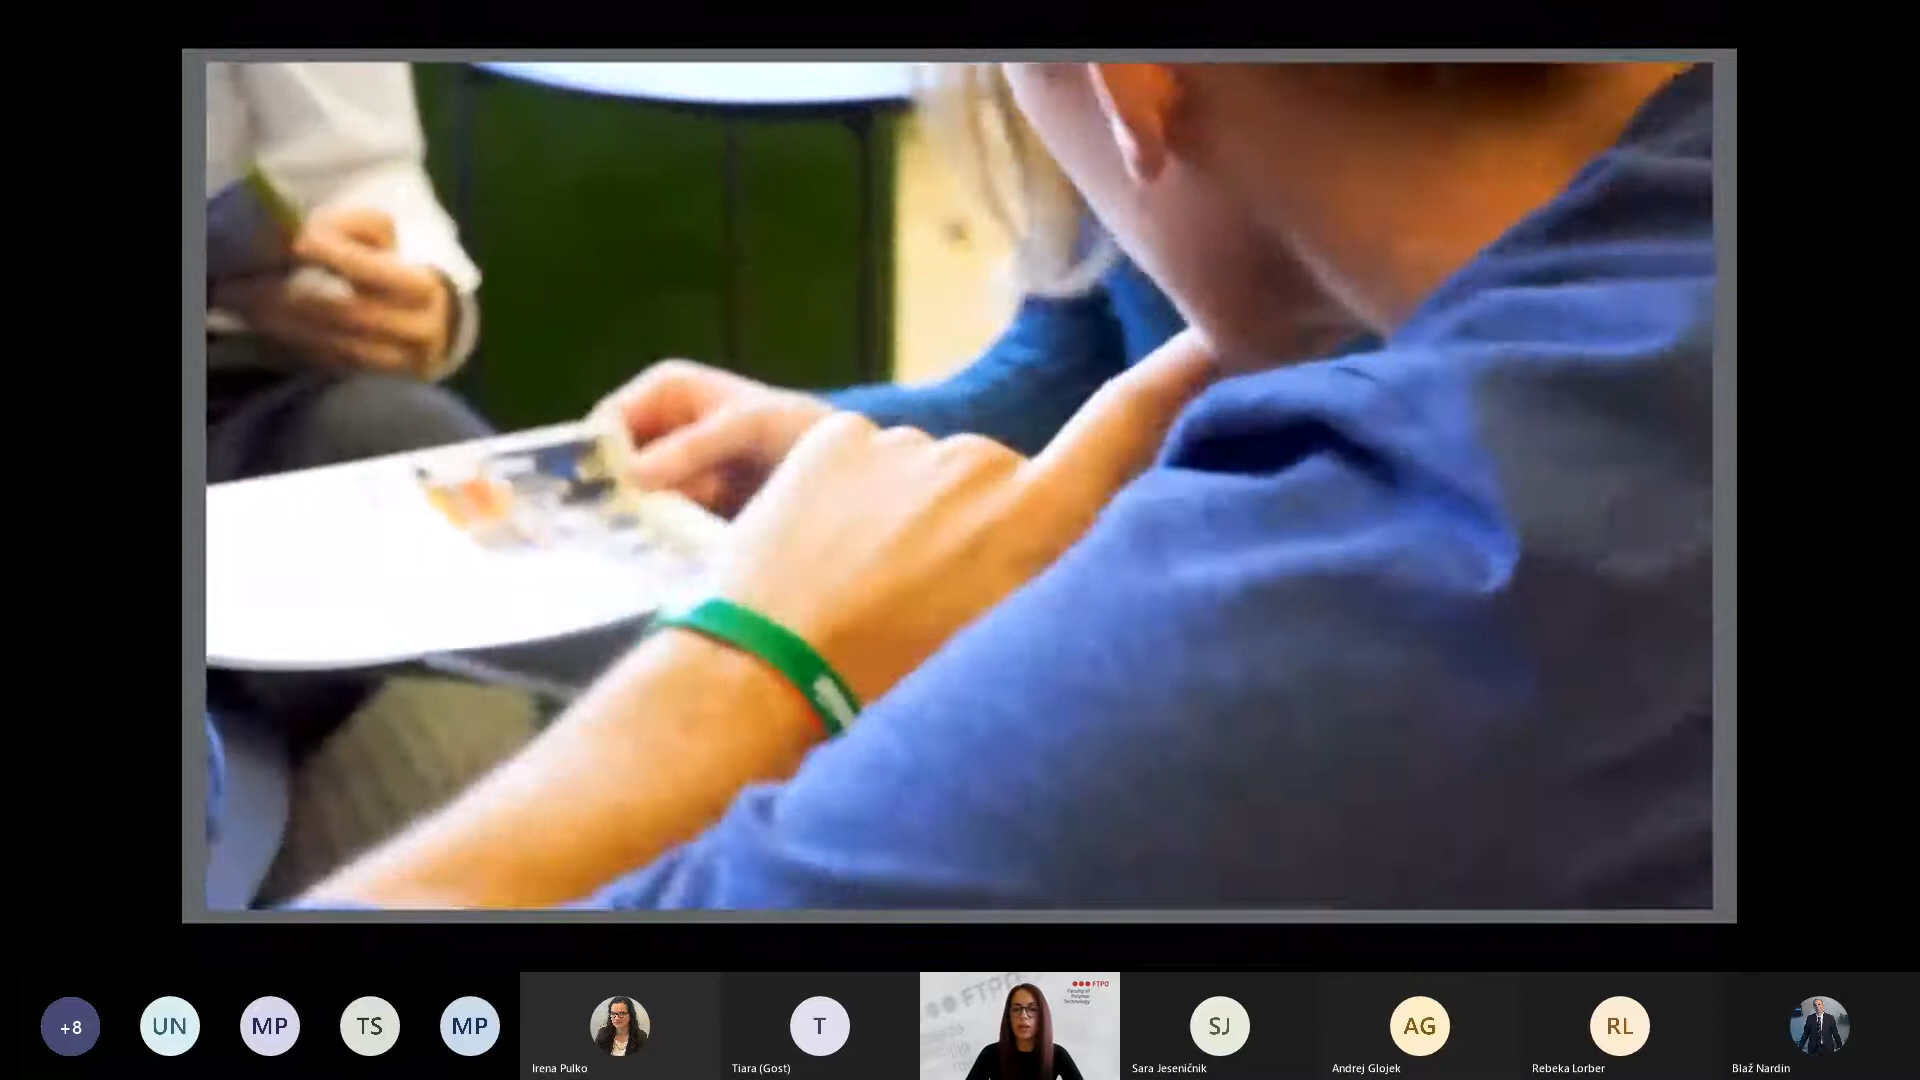 +8
UN
MP
TS
MP
Irena Pulko
T
Tiara (Gost)
FTPO
FTPO
Faculty of
Polymer
Technology
SJ
Sara Jeseničnik
AG
Andrej Glojek
RL
Rebeka Lorber
Blaž Nardin